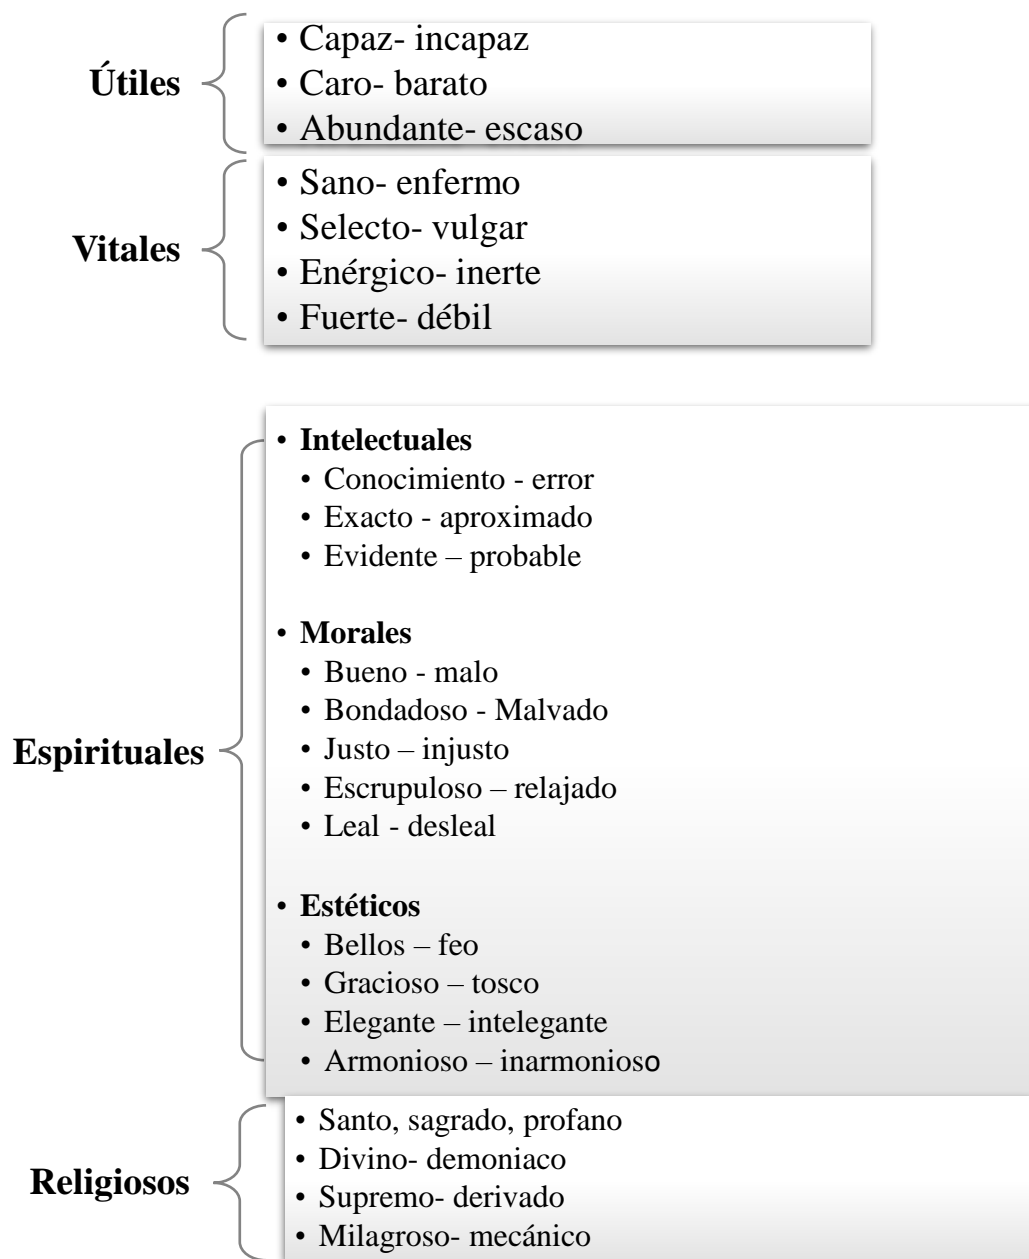 Útiles
• Capaz- incapaz
• Caro- barato
• Abundante- escaso
Vitales
• Sano- enfermo
• Selecto- vulgar
• Enérgico- inerte
• Fuerte- débil
Espirituales
• Intelectuales
• Conocimiento - error
• Exacto - aproximado
• Evidente – probable
• Morales
• Bueno - malo
• Bondadoso - Malvado
• Justo – injusto
• Escrupuloso – relajado
• Leal - desleal
• Estéticos
• Bellos – feo
• Gracioso – tosco
• Elegante – intelegante
• Armonioso – inarmonioso
Religiosos
• Santo, sagrado, profano
• Divino- demoniaco
• Supremo- derivado
• Milagroso- mecánico